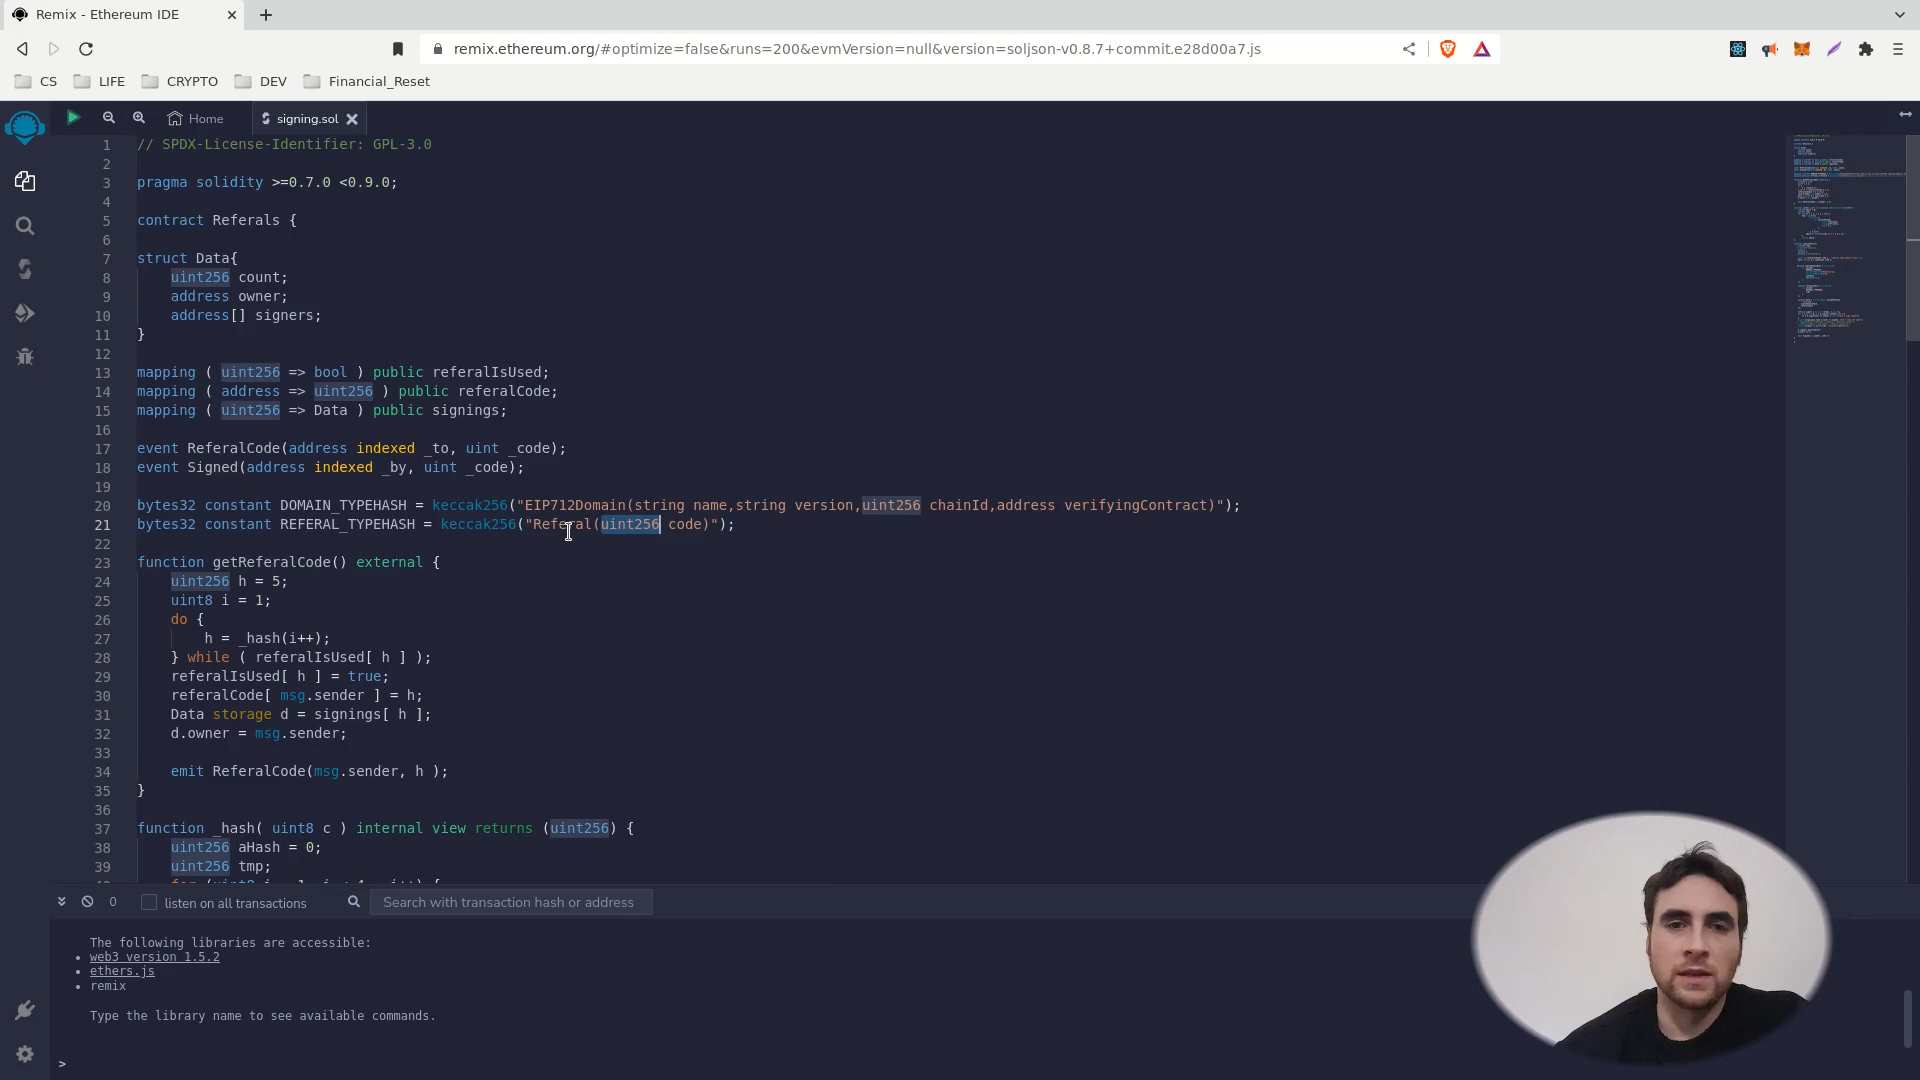 Remix - Ethereum IDE
remix.ethereum.org/#optimize=false&runs=200&evmVersion=null&version=soljson-v0.8.7+commit.e28d00a7.js
CS LIFE CRYPTO DEV Financial_Reset
Home signing.sol
1 // SPDX-License-Identifier: GPL-3.0
2
3 pragma solidity >=0.7.0 <0.9.0;
4
5 contract Referrals {
6
7 struct Data{
8 uint256 count;
9 address owner;
10 address[] signers;
11 }
12
13 mapping ( uint256 => bool ) public referalIsUsed;
14 mapping ( address => uint256 ) public referalCode;
15 mapping ( uint256 => Data ) public signings;
16
17 event ReferalCode(address indexed _to, uint _code);
18 event Signed(address indexed _by, uint _code);
19
20 bytes32 constant DOMAIN_TYPEHASH = keccak256("EIP712Domain(string name,string version,uint256 chainId,address verifyingContract)");
21 bytes32 constant REFERAL_TYPEHASH = keccak256("Referal(uint256 code)");
22
23 function getReferalCode() external {
24 uint256 h = 5;
25 uint8 i = 1;
26 do {
27 h = _hash(i++);
28 } while ( referalIsUsed[ h ] );
29 referalIsUsed[ h ] = true;
30 referalCode[ msg.sender ] = h;
31 Data storage d = signings[ h ];
32 d.owner = msg.sender;
33
34 emit ReferalCode(msg.sender, h );
35 }
36
37 function _hash( uint8 c ) internal view returns (uint256) {
38 uint256 aHash = 0;
39 uint256 tmp;
0 listen on all transactions Search with transaction hash or address
The following libraries are accessible:
• web3 version 1.5.2
• ethers.js
• remix
Type the library name to see available commands.
>